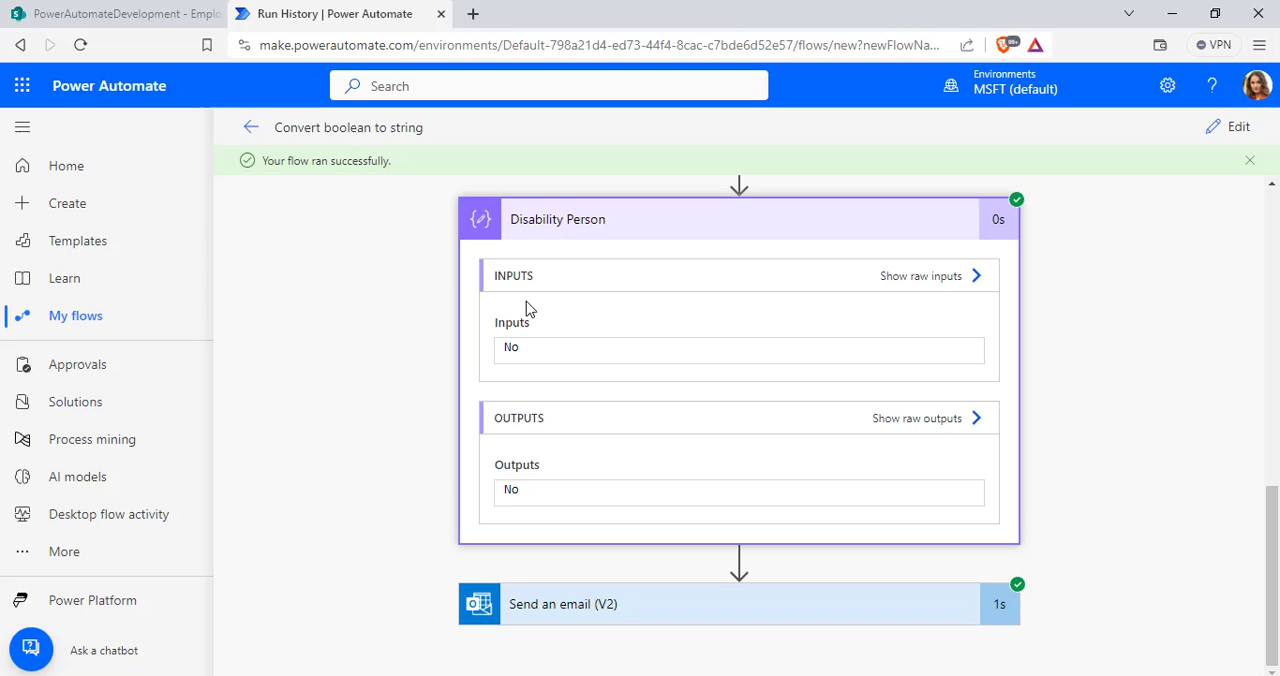 PowerAutomateDevelopment - Emplo
Run History | Power Automate
make.powerautomate.com/environments/Default-798a21d4-ed73-44f4-8cac-c7bde6d52e57/flows/new?newFlowNa...
99+
VPN
Power Automate
Search
Environments
MSFT (default)
Convert boolean to string
Edit
Your flow ran successfully.
Home
Create
Templates
Learn
My flows
Approvals
Solutions
Process mining
AI models
Desktop flow activity
More
Power Platform
Ask a chatbot
Disability Person
0s
INPUTS
Show raw inputs
Inputs
No
OUTPUTS
Show raw outputs
Outputs
No
Send an email (V2)
1s